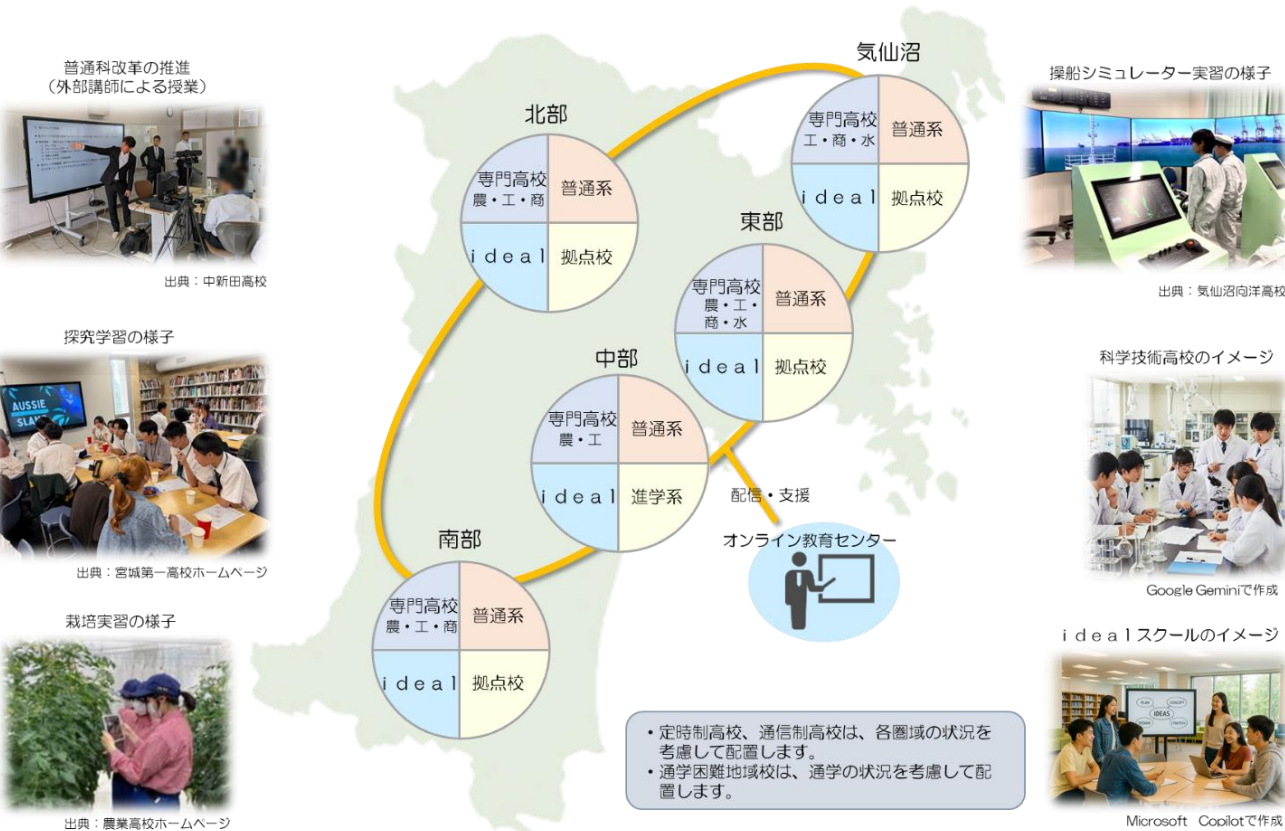 普通科改革の推進
(外部講師による授業)
出典：中新田高校
探究学習の様子
AUSSIE
SLANG
出典：宮城第一高校ホームページ
栽培実習の様子
出典：農業高校ホームページ
気仙沼
専門高校
工・商・水
普通系
ideal
拠点校
北部
専門高校
農・工・商
普通系
ideal
拠点校
東部
専門高校
農・工・
商・水
普通系
ideal
拠点校
中部
専門高校
農・工
普通系
ideal
進学系
南部
専門高校
農・工・商
普通系
ideal
拠点校
配信・支援
オンライン教育センター
・定時制高校、通信制高校は、各圏域の状況を
考慮して配置します。
・通学困難地域校は、通学の状況を考慮して配
置します。
操船シミュレーター実習の様子
出典：気仙沼向洋高校
科学技術高校のイメージ
Google Geminiで作成
idealスクールのイメージ
IDEAS
Microsoft Copilotで作成